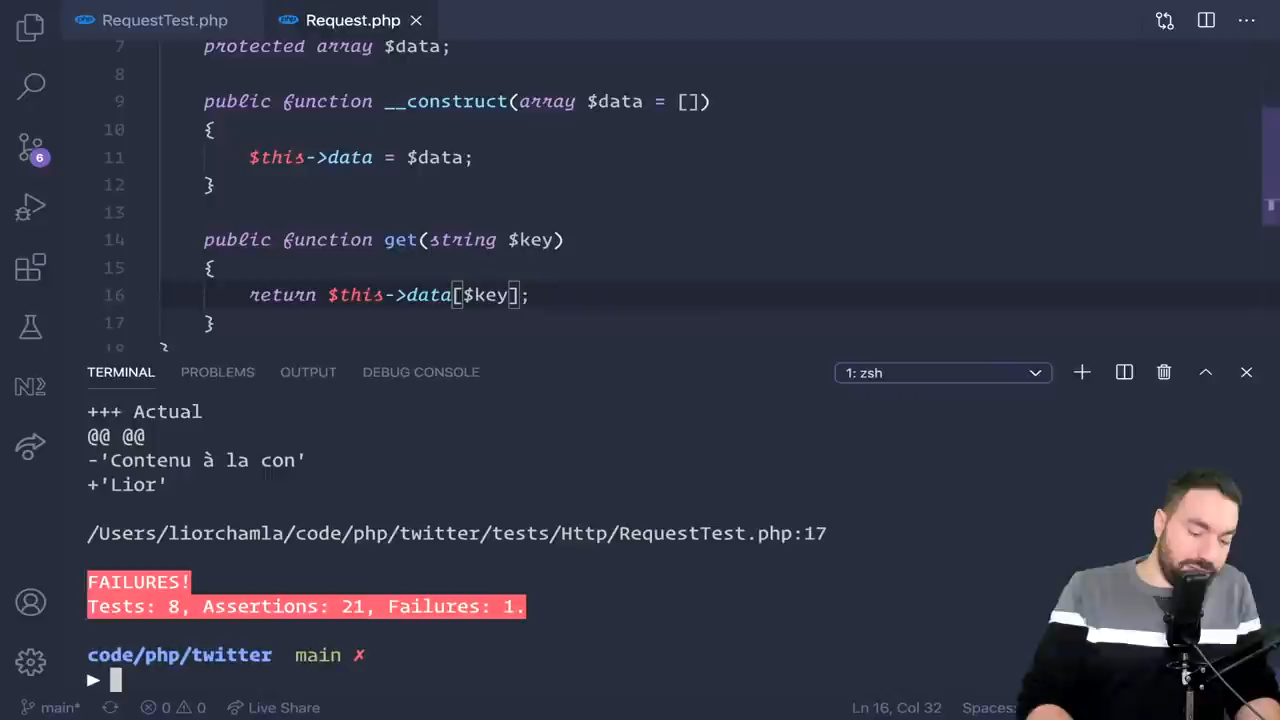 RequestTest.php
Request.php
7 protected array $data;
8
9 public function __construct(array $data = [])
10 {
11 $this->data = $data;
12 }
13
14 public function get(string $key)
15 {
16 return $this->data[$key];
17 }
18 }
6
TERMINAL PROBLEMS OUTPUT DEBUG CONSOLE 1: zsh
+++ Actual
@@ @@
-'Contenu à la con'
+'Lior'
/Users/liorchamla/code/php/twitter/tests/Http/RequestTest.php:17
FAILURES!
Tests: 8, Assertions: 21, Failures: 1.
code/php/twitter main ✗
main* 0 0 Live Share Ln 16, Col 32 Spaces: